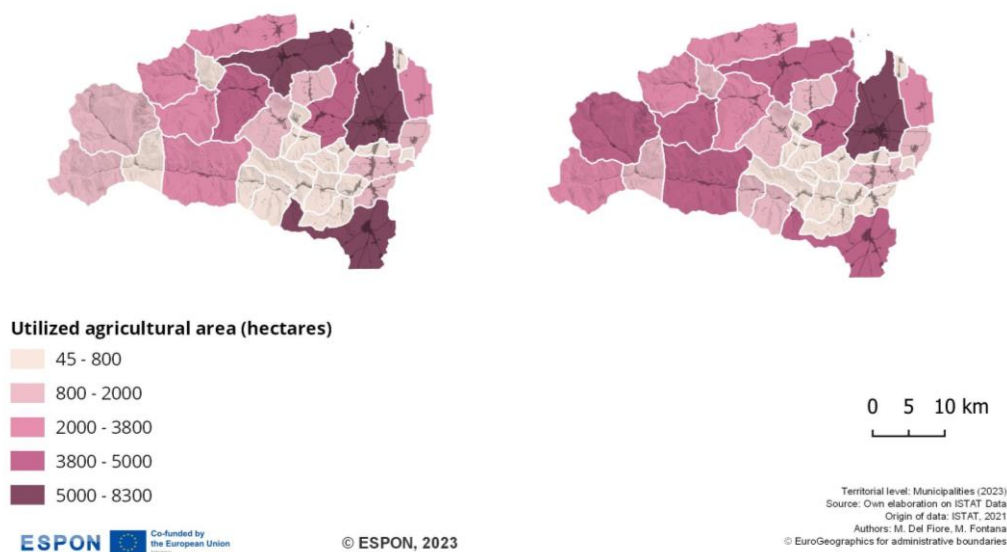 Utilized agricultural area (hectares)
45 - 800
800 - 2000
2000 - 3800
3800 - 5000
5000 - 8300
0 5 10 km
Territorial level: Municipalities (2023)
Source: Own elaboration on ISTAT Data
Origin of data: ISTAT, 2021
Authors: M. Del Fiore, M. Fontana
© EuroGeographics for administrative boundaries
ESPON
Co-funded by
the European Union
© ESPON, 2023